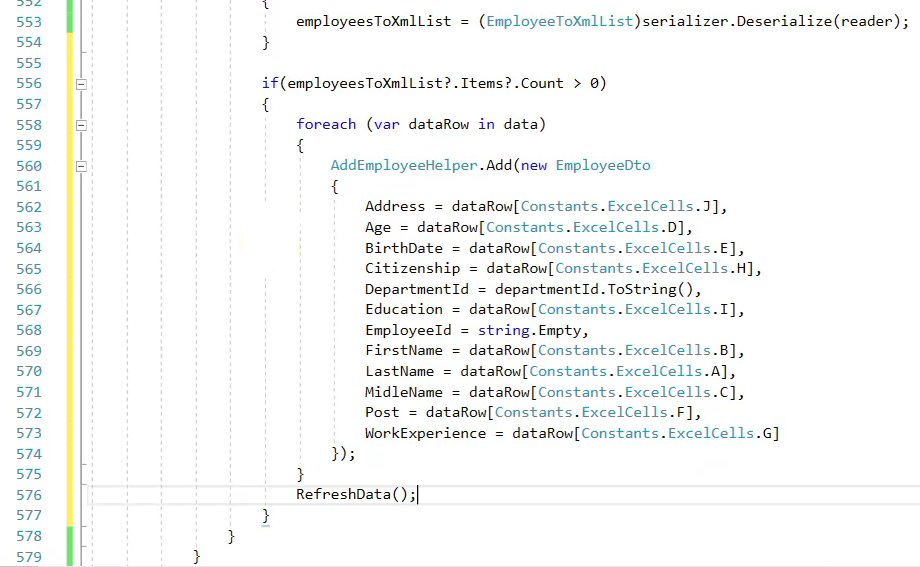 552 {
553 employeesToXmlList = (EmployeeToXmlList)serializer.Deserialize(reader);
554 }
555
556 if(employeesToXmlList?.Items?.Count > 0)
557 {
558 foreach (var dataRow in data)
559 {
560 AddEmployeeHelper.Add(new EmployeeDto
561 {
562 Address = dataRow[Constants.ExcelCells.J],
563 Age = dataRow[Constants.ExcelCells.D],
564 BirthDate = dataRow[Constants.ExcelCells.E],
565 Citizenship = dataRow[Constants.ExcelCells.H],
566 DepartmentId = departmentId.ToString(),
567 Education = dataRow[Constants.ExcelCells.I],
568 EmployeeId = string.Empty,
569 FirstName = dataRow[Constants.ExcelCells.B],
570 LastName = dataRow[Constants.ExcelCells.A],
571 MidleName = dataRow[Constants.ExcelCells.C],
572 Post = dataRow[Constants.ExcelCells.F],
573 WorkExperience = dataRow[Constants.ExcelCells.G]
574 });
575 }
576 RefreshData();
577 }
578 }
579 }